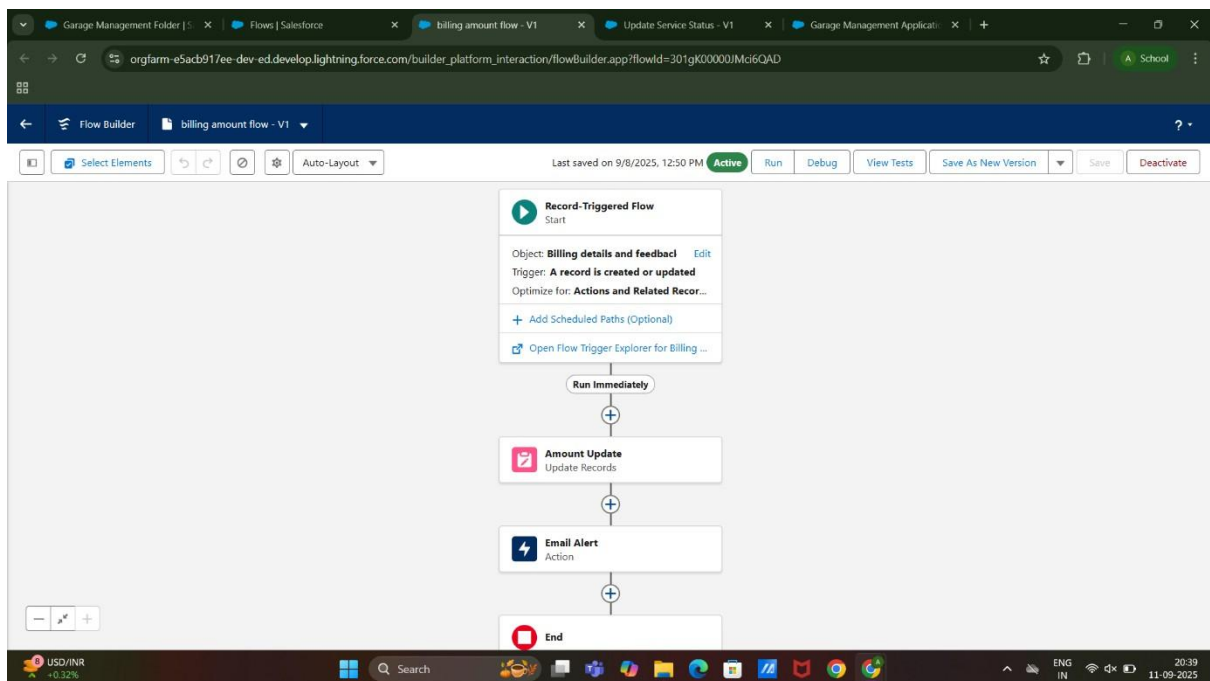 Garage Management Folder | S
Flows | Salesforce
billing amount flow - V1
Update Service Status - V1
Garage Management Applicatic
orgfarm-e5acb917ee-dev-ed.develop.lightning.force.com/builder_platform_interaction/flowBuilder.app?flowId=301gK00000JMci6QAD
A School
Flow Builder
billing amount flow - V1
?
Select Elements
Auto-Layout
Last saved on 9/8/2025, 12:50 PM Active
Run
Debug
View Tests
Save As New Version
Save
Deactivate
Record-Triggered Flow
Start
Object: Billing details and feedbacl Edit
Trigger: A record is created or updated
Optimize for: Actions and Related Recor...
+ Add Scheduled Paths (Optional)
Open Flow Trigger Explorer for Billing ...
Run Immediately
Amount Update
Update Records
Email Alert
Action
End
USD/INR
+0.32%
Search
ENG
IN
20:39
11-09-2025